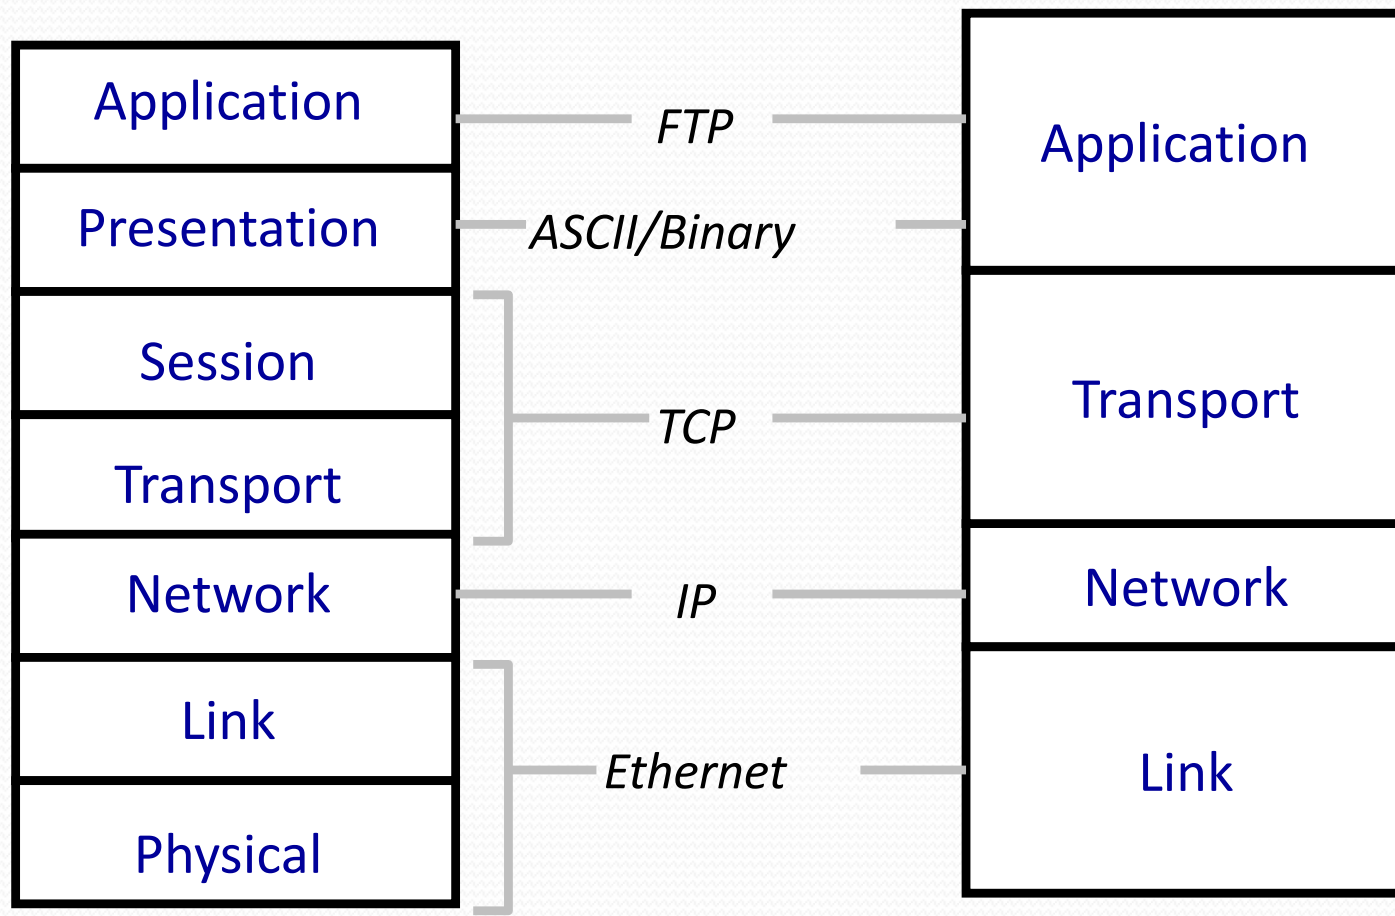 Application
Presentation
Session
Transport
Network
Link
Physical
FTP
ASCII/Binary
TCP
IP
Ethernet
Application
Transport
Network
Link